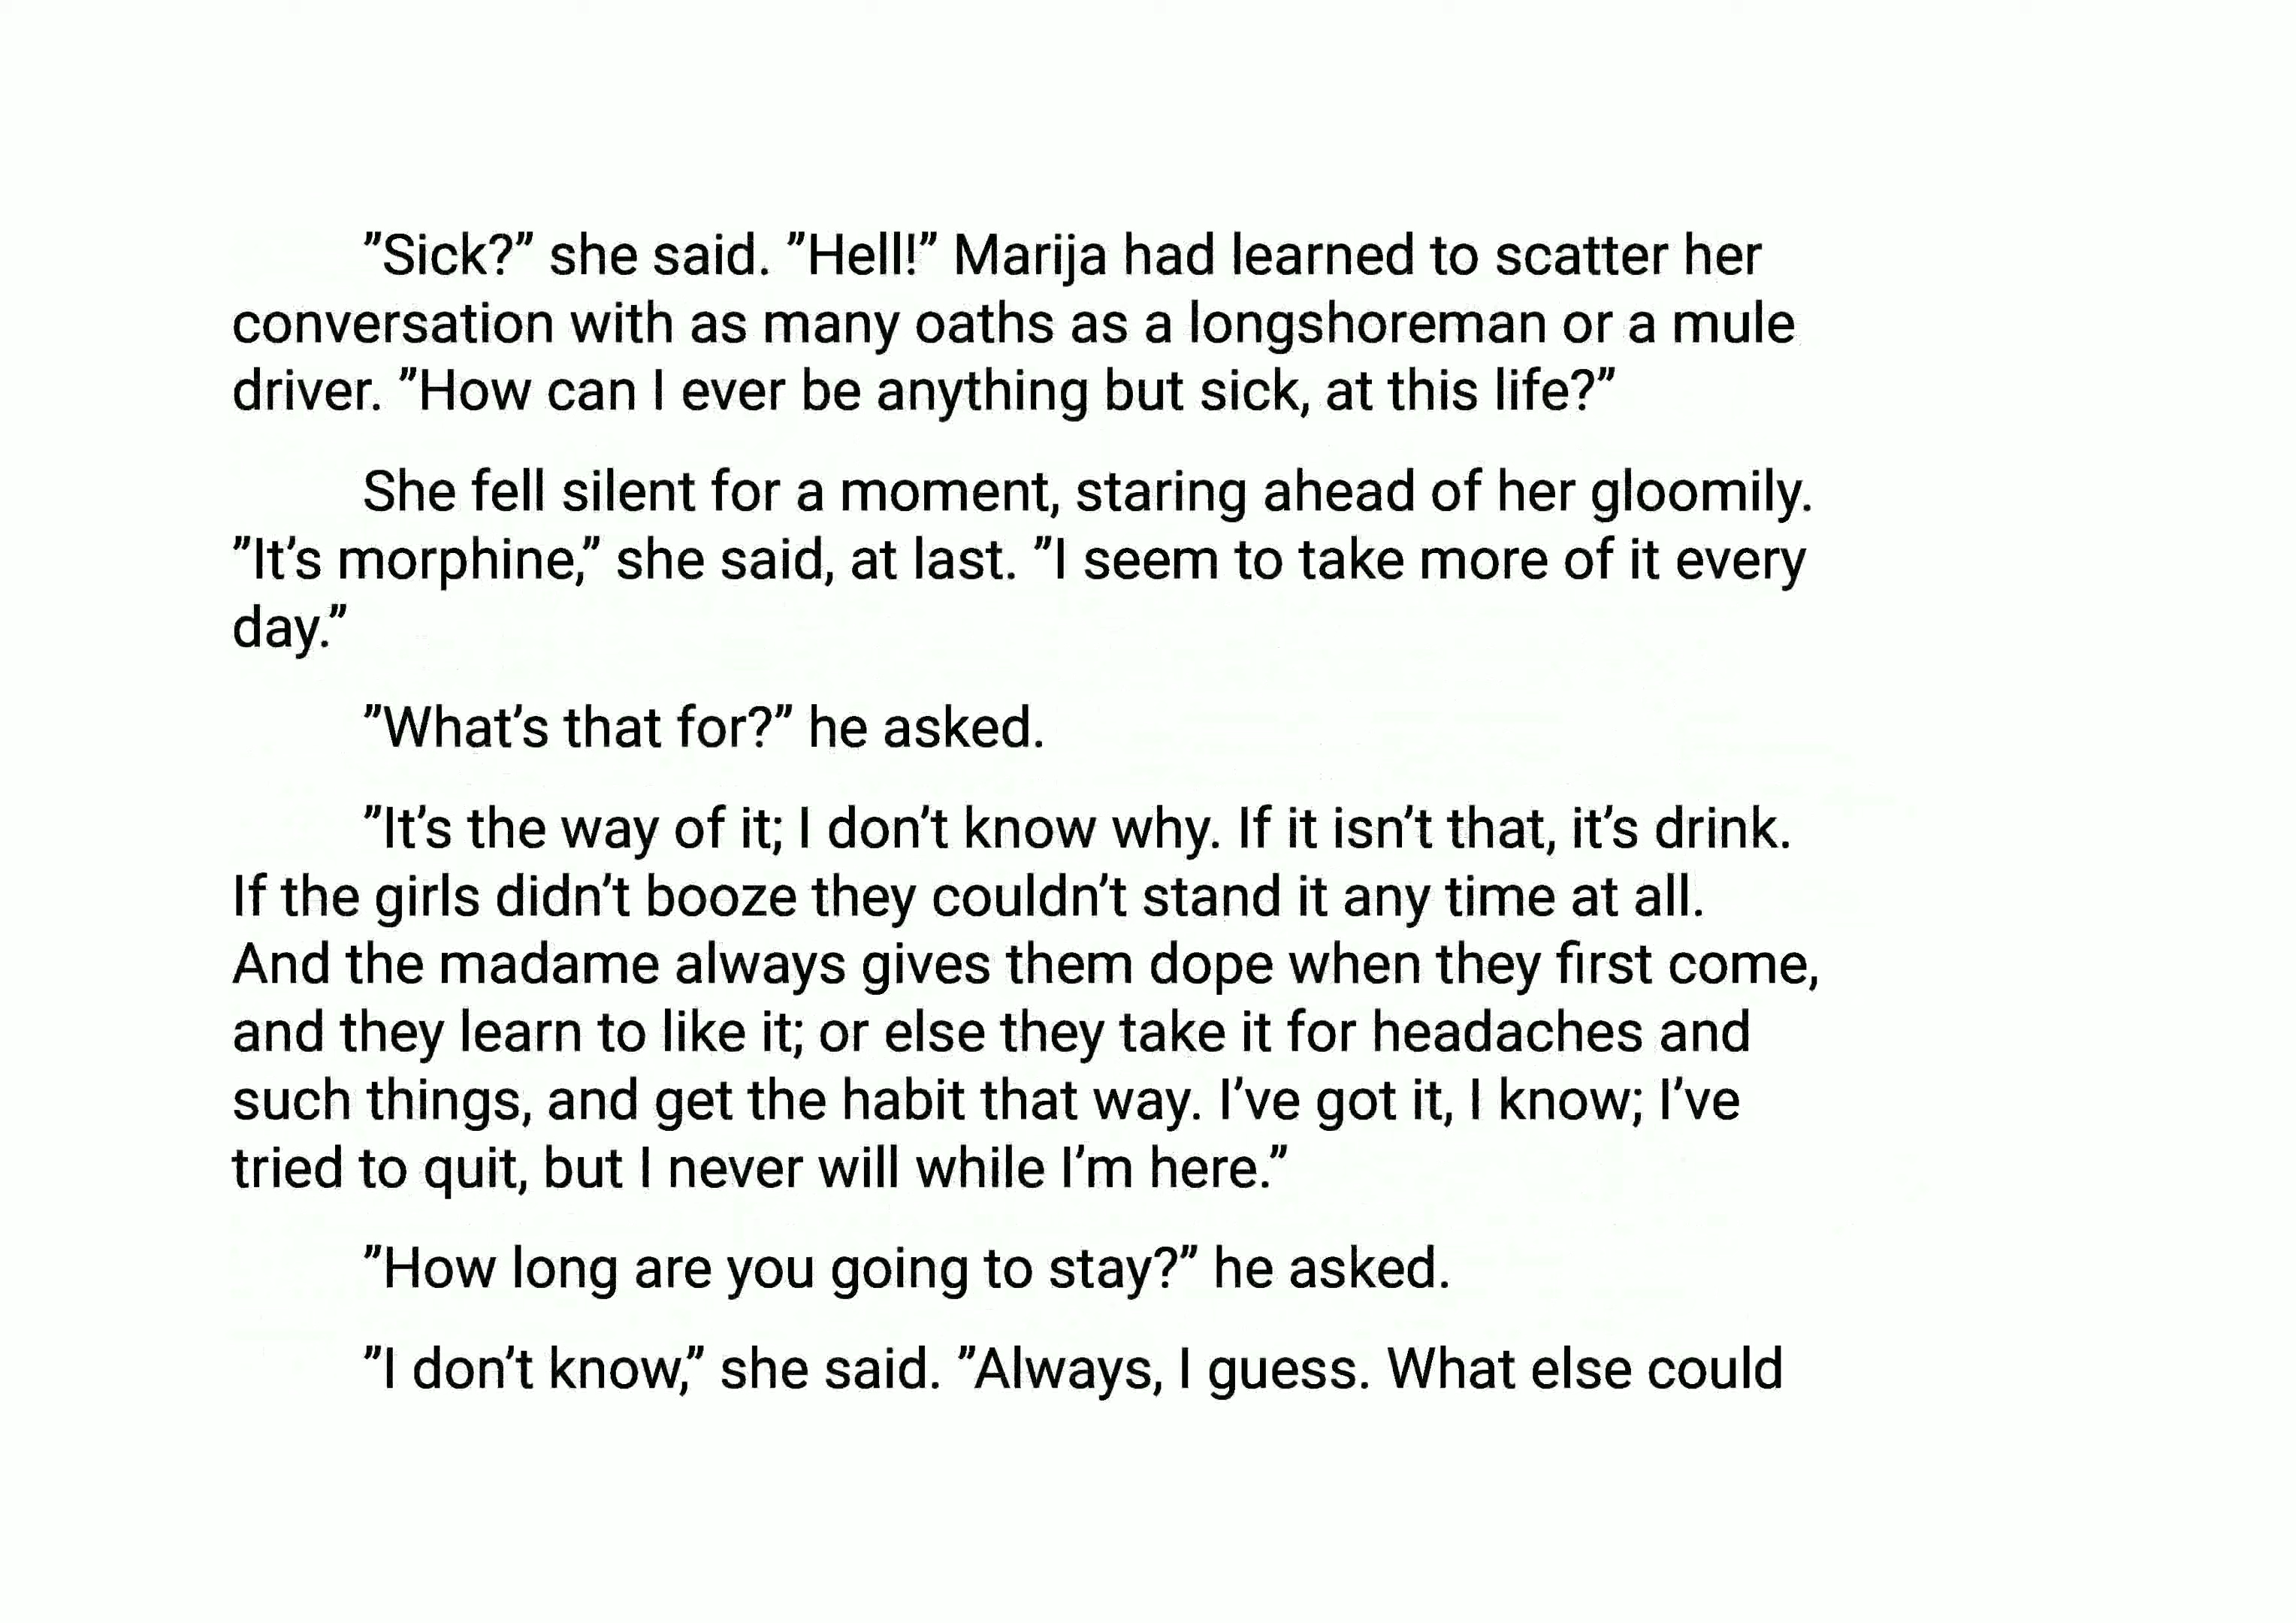 ”Sick?” she said. ”Hell!” Marija had learned to scatter her
conversation with as many oaths as a longshoreman or a mule
driver. ”How can I ever be anything but sick, at this life?”
She fell silent for a moment, staring ahead of her gloomily.
”It’s morphine,” she said, at last. ”I seem to take more of it every
day.”
”What’s that for?” he asked.
”It’s the way of it; I don’t know why. If it isn’t that, it’s drink.
If the girls didn’t booze they couldn’t stand it any time at all.
And the madame always gives them dope when they first come,
and they learn to like it; or else they take it for headaches and
such things, and get the habit that way. I’ve got it, I know; I’ve
tried to quit, but I never will while I’m here.”
”How long are you going to stay?” he asked.
”I don’t know,” she said. ”Always, I guess. What else could